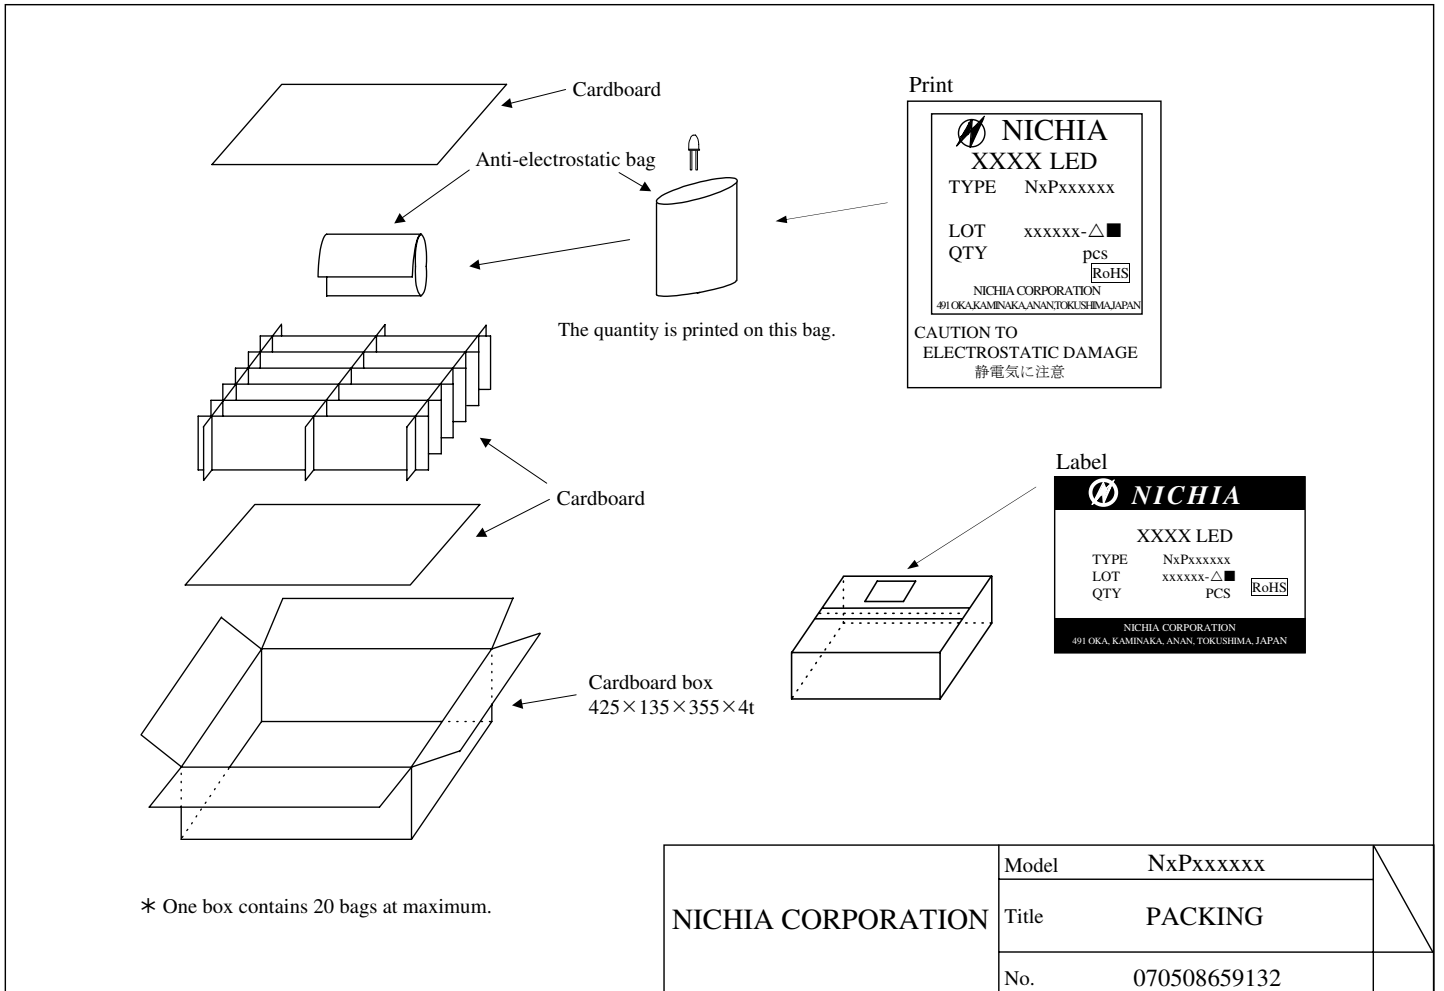 Cardboard
Anti-electrostatic bag
The quantity is printed on this bag.
Print
NICHIA
XXXX LED
TYPE NxPxxxxxx
LOT xxxxxx-△■
QTY pcs
RoHS
NICHIA CORPORATION
491 OKA,KAMINAKA,ANAN,TOKUSHIMA,JAPAN
CAUTION TO
ELECTROSTATIC DAMAGE
静電気に注意
Cardboard
Label
NICHIA
XXXX LED
TYPE NxPxxxxxx
LOT xxxxxx-△■
QTY PCS
RoHS
NICHIA CORPORATION
491 OKA, KAMINAKA, ANAN, TOKUSHIMA, JAPAN
Cardboard box
425×135×355×4t
* One box contains 20 bags at maximum.
NICHIA CORPORATION
Model NxPxxxxxx
Title PACKING
No. 070508659132